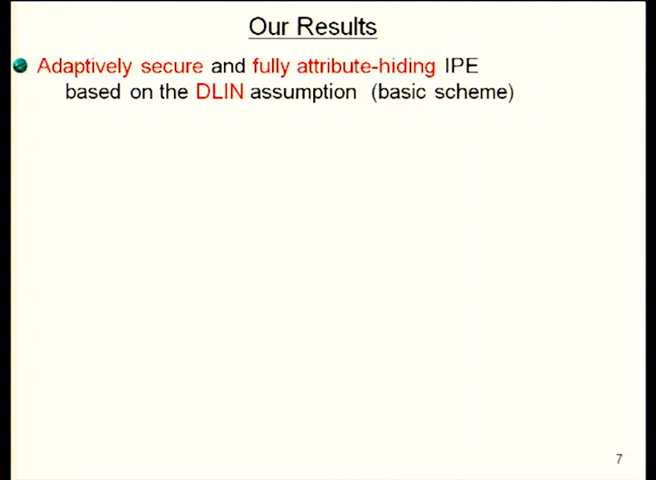 Our Results
Adaptively secure and fully attribute-hiding IPE
based on the DLIN assumption (basic scheme)
7